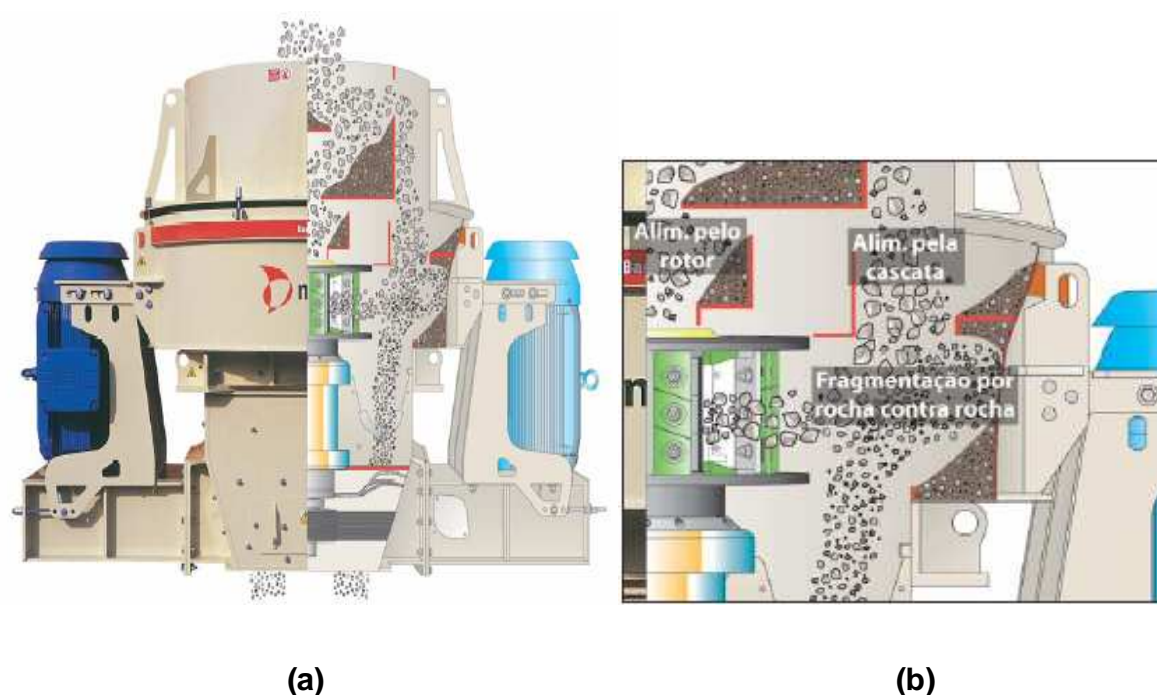 Alim. pelo
rotor
Alim. pela
cascata
Fragmentação por
rocha contra rocha
(a)
(b)